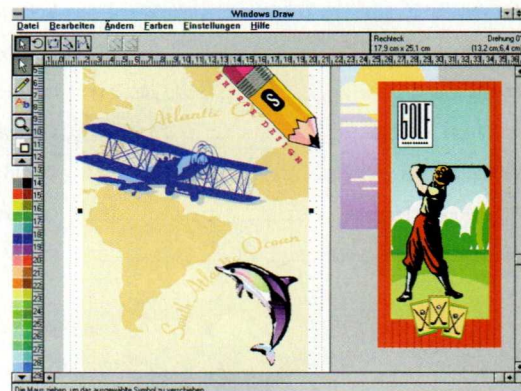 Windows Draw
Datei Bearbeiten Ändern Farben Einstellungen Hilfe
Rechteck
17,9 cm x 25,1 cm
Drehung 0°
(13,2 cm;6,4 cm
Atlantic
SHARPE DESIGN
S
GOLF
South Atlantic Ocean
Die Maus ziehen, um das ausgewählte Symbol zu verschieben.